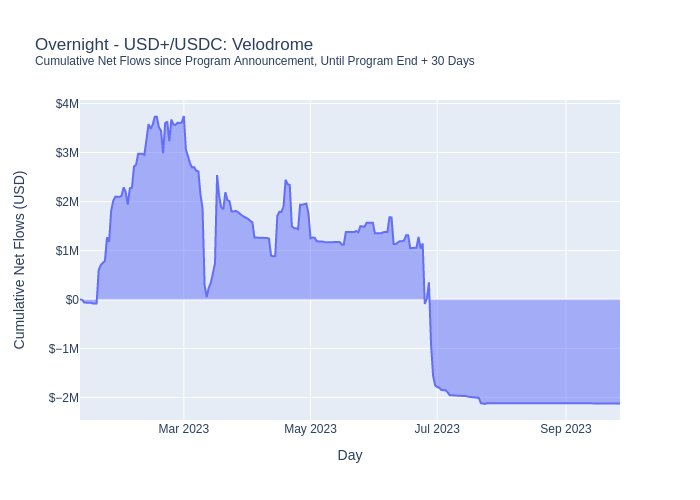 Overnight - USD+/USDC: Velodrome
Cumulative Net Flows since Program Announcement, Until Program End + 30 Days
Cumulative Net Flows (USD)
$4M
$3M
$2M
$1M
$0
$−1M
$−2M
Mar 2023
May 2023
Jul 2023
Sep 2023
Day